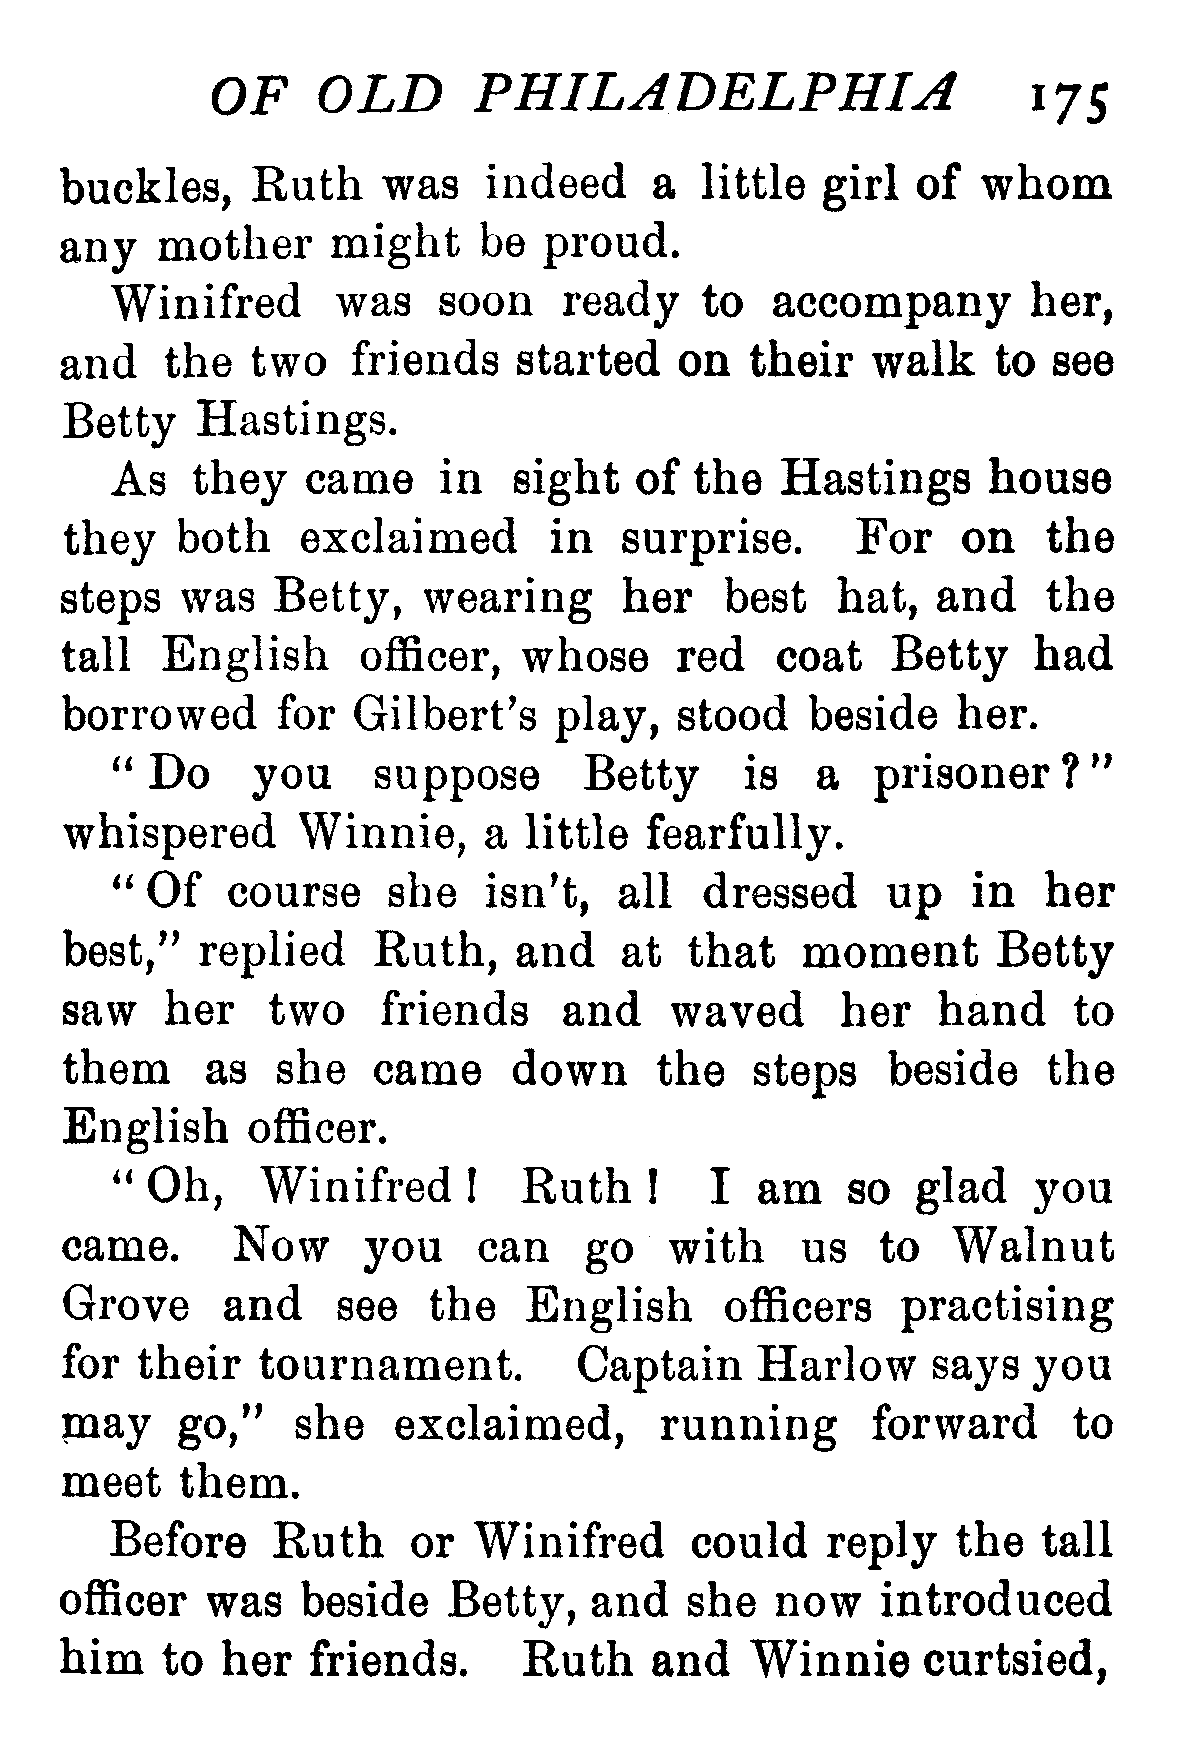 OF OLD PHILADELPHIA 175
buckles, Ruth was indeed a little girl of whom
any mother might be proud.
Winifred was soon ready to accompany her,
and the two friends started on their walk to see
Betty Hastings.
As they came in sight of the Hastings house
they both exclaimed in surprise. For on the
steps was Betty, wearing her best hat, and the
tall English officer, whose red coat Betty had
borrowed for Gilbert's play, stood beside her.
“Do you suppose Betty is a prisoner?”
whispered Winnie, a little fearfully.
“Of course she isn't, all dressed up in her
best,” replied Ruth, and at that moment Betty
saw her two friends and waved her hand to
them as she came down the steps beside the
English officer.
“Oh, Winifred! Ruth! I am so glad you
came. Now you can go with us to Walnut
Grove and see the English officers practising
for their tournament. Captain Harlow says you
may go,” she exclaimed, running forward to
meet them.
Before Ruth or Winifred could reply the tall
officer was beside Betty, and she now introduced
him to her friends. Ruth and Winnie curtsied,